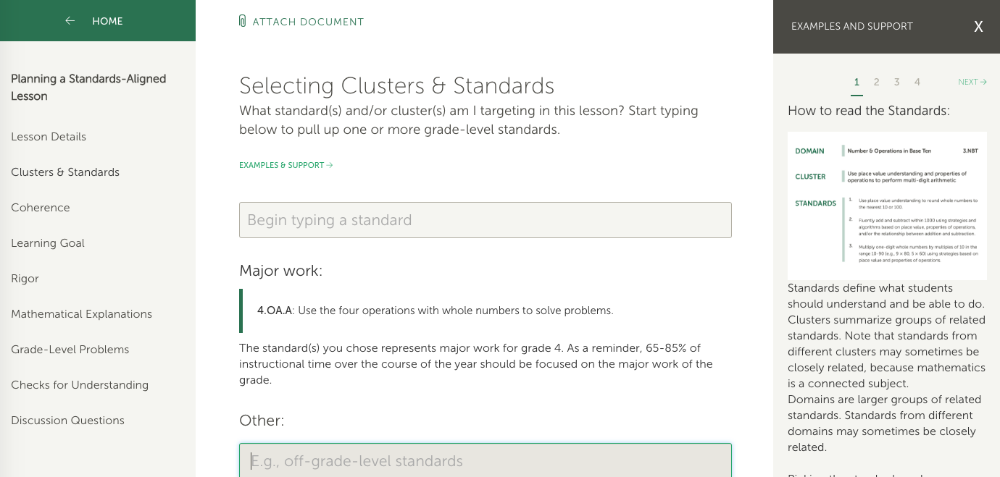 ← HOME
Planning a Standards-Aligned
Lesson
Lesson Details
Clusters & Standards
Coherence
Learning Goal
Rigor
Mathematical Explanations
Grade-Level Problems
Checks for Understanding
Discussion Questions
ATTACH DOCUMENT
Selecting Clusters & Standards
What standard(s) and/or cluster(s) am I targeting in this lesson? Start typing
below to pull up one or more grade-level standards.
EXAMPLES & SUPPORT →
Begin typing a standard
Major work:
4.OA.A: Use the four operations with whole numbers to solve problems.
The standard(s) you chose represents major work for grade 4. As a reminder, 65-85% of
instructional time over the course of the year should be focused on the major work of the
grade.
Other:
E.g., off-grade-level standards
EXAMPLES AND SUPPORT X
1 2 3 4 NEXT →
How to read the Standards:
DOMAIN Number & Operations in Base Ten 3.NBT
CLUSTER Use place value understanding and properties of
operations to perform multi-digit arithmetic
STANDARDS 1. Use place value understanding to round whole numbers to
the nearest 10 or 100.
2. Fluently add and subtract within 1000 using strategies and
algorithms based on place value, properties of operations,
and/or the relationship between addition and subtraction.
3. Multiply one-digit whole numbers by multiples of 10 in the
range 10-90 (e.g., 9 × 80, 5 × 60) using strategies based on
place value and properties of operations.
Standards define what students
should understand and be able to do.
Clusters summarize groups of related
standards. Note that standards from
different clusters may sometimes be
closely related, because mathematics
is a connected subject.
Domains are larger groups of related
standards. Standards from different
domains may sometimes be closely
related.